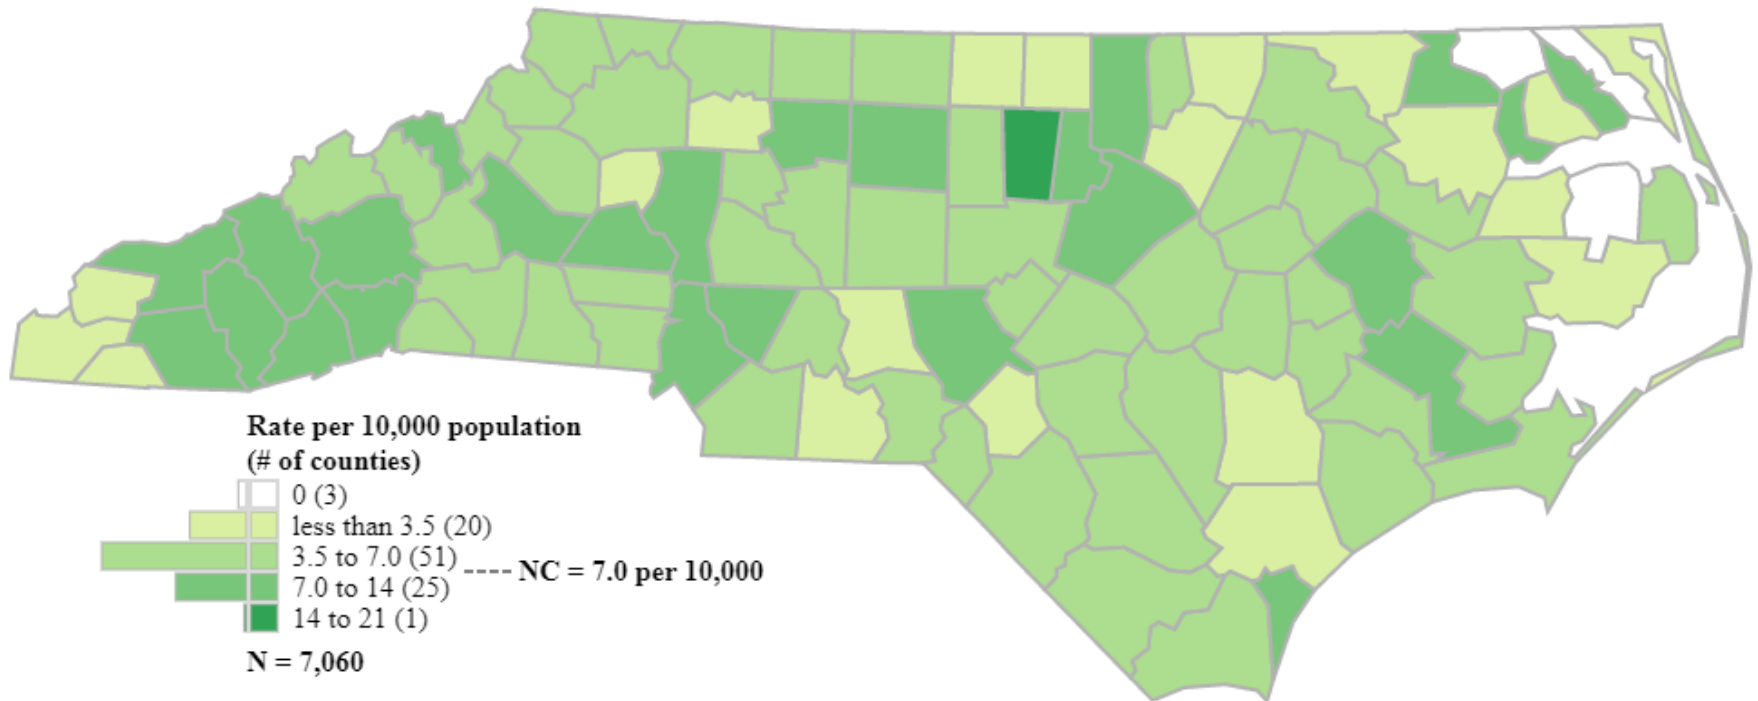 Rate per 10,000 population
(# of counties)
0 (3)
less than 3.5 (20)
3.5 to 7.0 (51)
NC = 7.0 per 10,000
7.0 to 14 (25)
14 to 21 (1)
N = 7,060